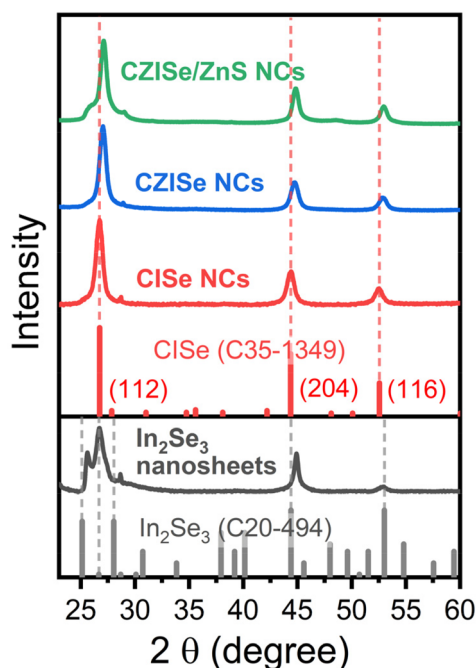 CZISe/ZnS NCs
CZISe NCs
CISe NCs
CISe (C35-1349)
(112)
(204)
(116)
In₂Se₃
nanosheets
In₂Se₃ (C20-494)
Intensity
25 30 35 40 45 50 55 60
2 θ (degree)